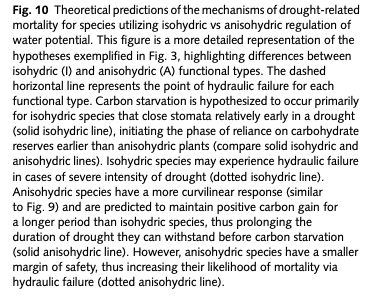 Fig. 10 Theoretical predictions of the mechanisms of drought-related
mortality for species utilizing isohydric vs anisohydric regulation of
water potential. This figure is a more detailed representation of the
hypotheses exemplified in Fig. 3, highlighting differences between
isohydric (I) and anisohydric (A) functional types. The dashed
horizontal line represents the point of hydraulic failure for each
functional type. Carbon starvation is hypothesized to occur primarily
for isohydric species that close stomata relatively early in a drought
(solid isohydric line), initiating the phase of reliance on carbohydrate
reserves earlier than anisohydric plants (compare solid isohydric and
anisohydric lines). Isohydric species may experience hydraulic failure
in cases of severe intensity of drought (dotted isohydric line).
Anisohydric species have a more curvilinear response (similar
to Fig. 9) and are predicted to maintain positive carbon gain for
a longer period than isohydric species, thus prolonging the
duration of drought they can withstand before carbon starvation
(solid anisohydric line). However, anisohydric species have a smaller
margin of safety, thus increasing their likelihood of mortality via
hydraulic failure (dotted anisohydric line).